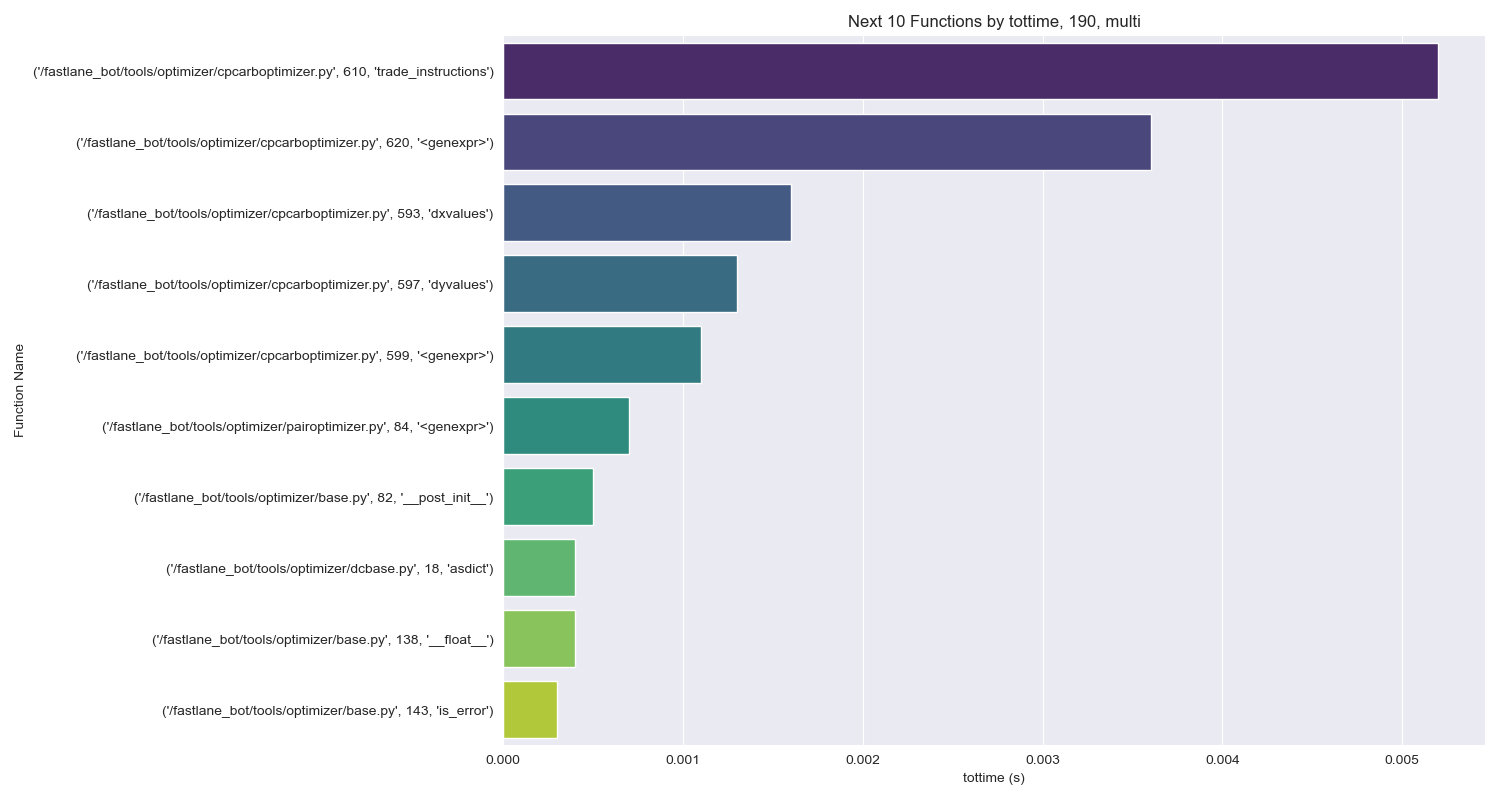 Next 10 Functions by tottime, 190, multi
('/fastlane_bot/tools/optimizer/cpcarboptimizer.py', 610, 'trade_instructions')
('/fastlane_bot/tools/optimizer/cpcarboptimizer.py', 620, '<genexpr>')
('/fastlane_bot/tools/optimizer/cpcarboptimizer.py', 593, 'dxvalues')
('/fastlane_bot/tools/optimizer/cpcarboptimizer.py', 597, 'dyvalues')
('/fastlane_bot/tools/optimizer/cpcarboptimizer.py', 599, '<genexpr>')
('/fastlane_bot/tools/optimizer/pairoptimizer.py', 84, '<genexpr>')
('/fastlane_bot/tools/optimizer/base.py', 82, '__post_init__')
('/fastlane_bot/tools/optimizer/dcbase.py', 18, 'asdict')
('/fastlane_bot/tools/optimizer/base.py', 138, '__float__')
('/fastlane_bot/tools/optimizer/base.py', 143, 'is_error')
Function Name
0.000 0.001 0.002 0.003 0.004 0.005
tottime (s)